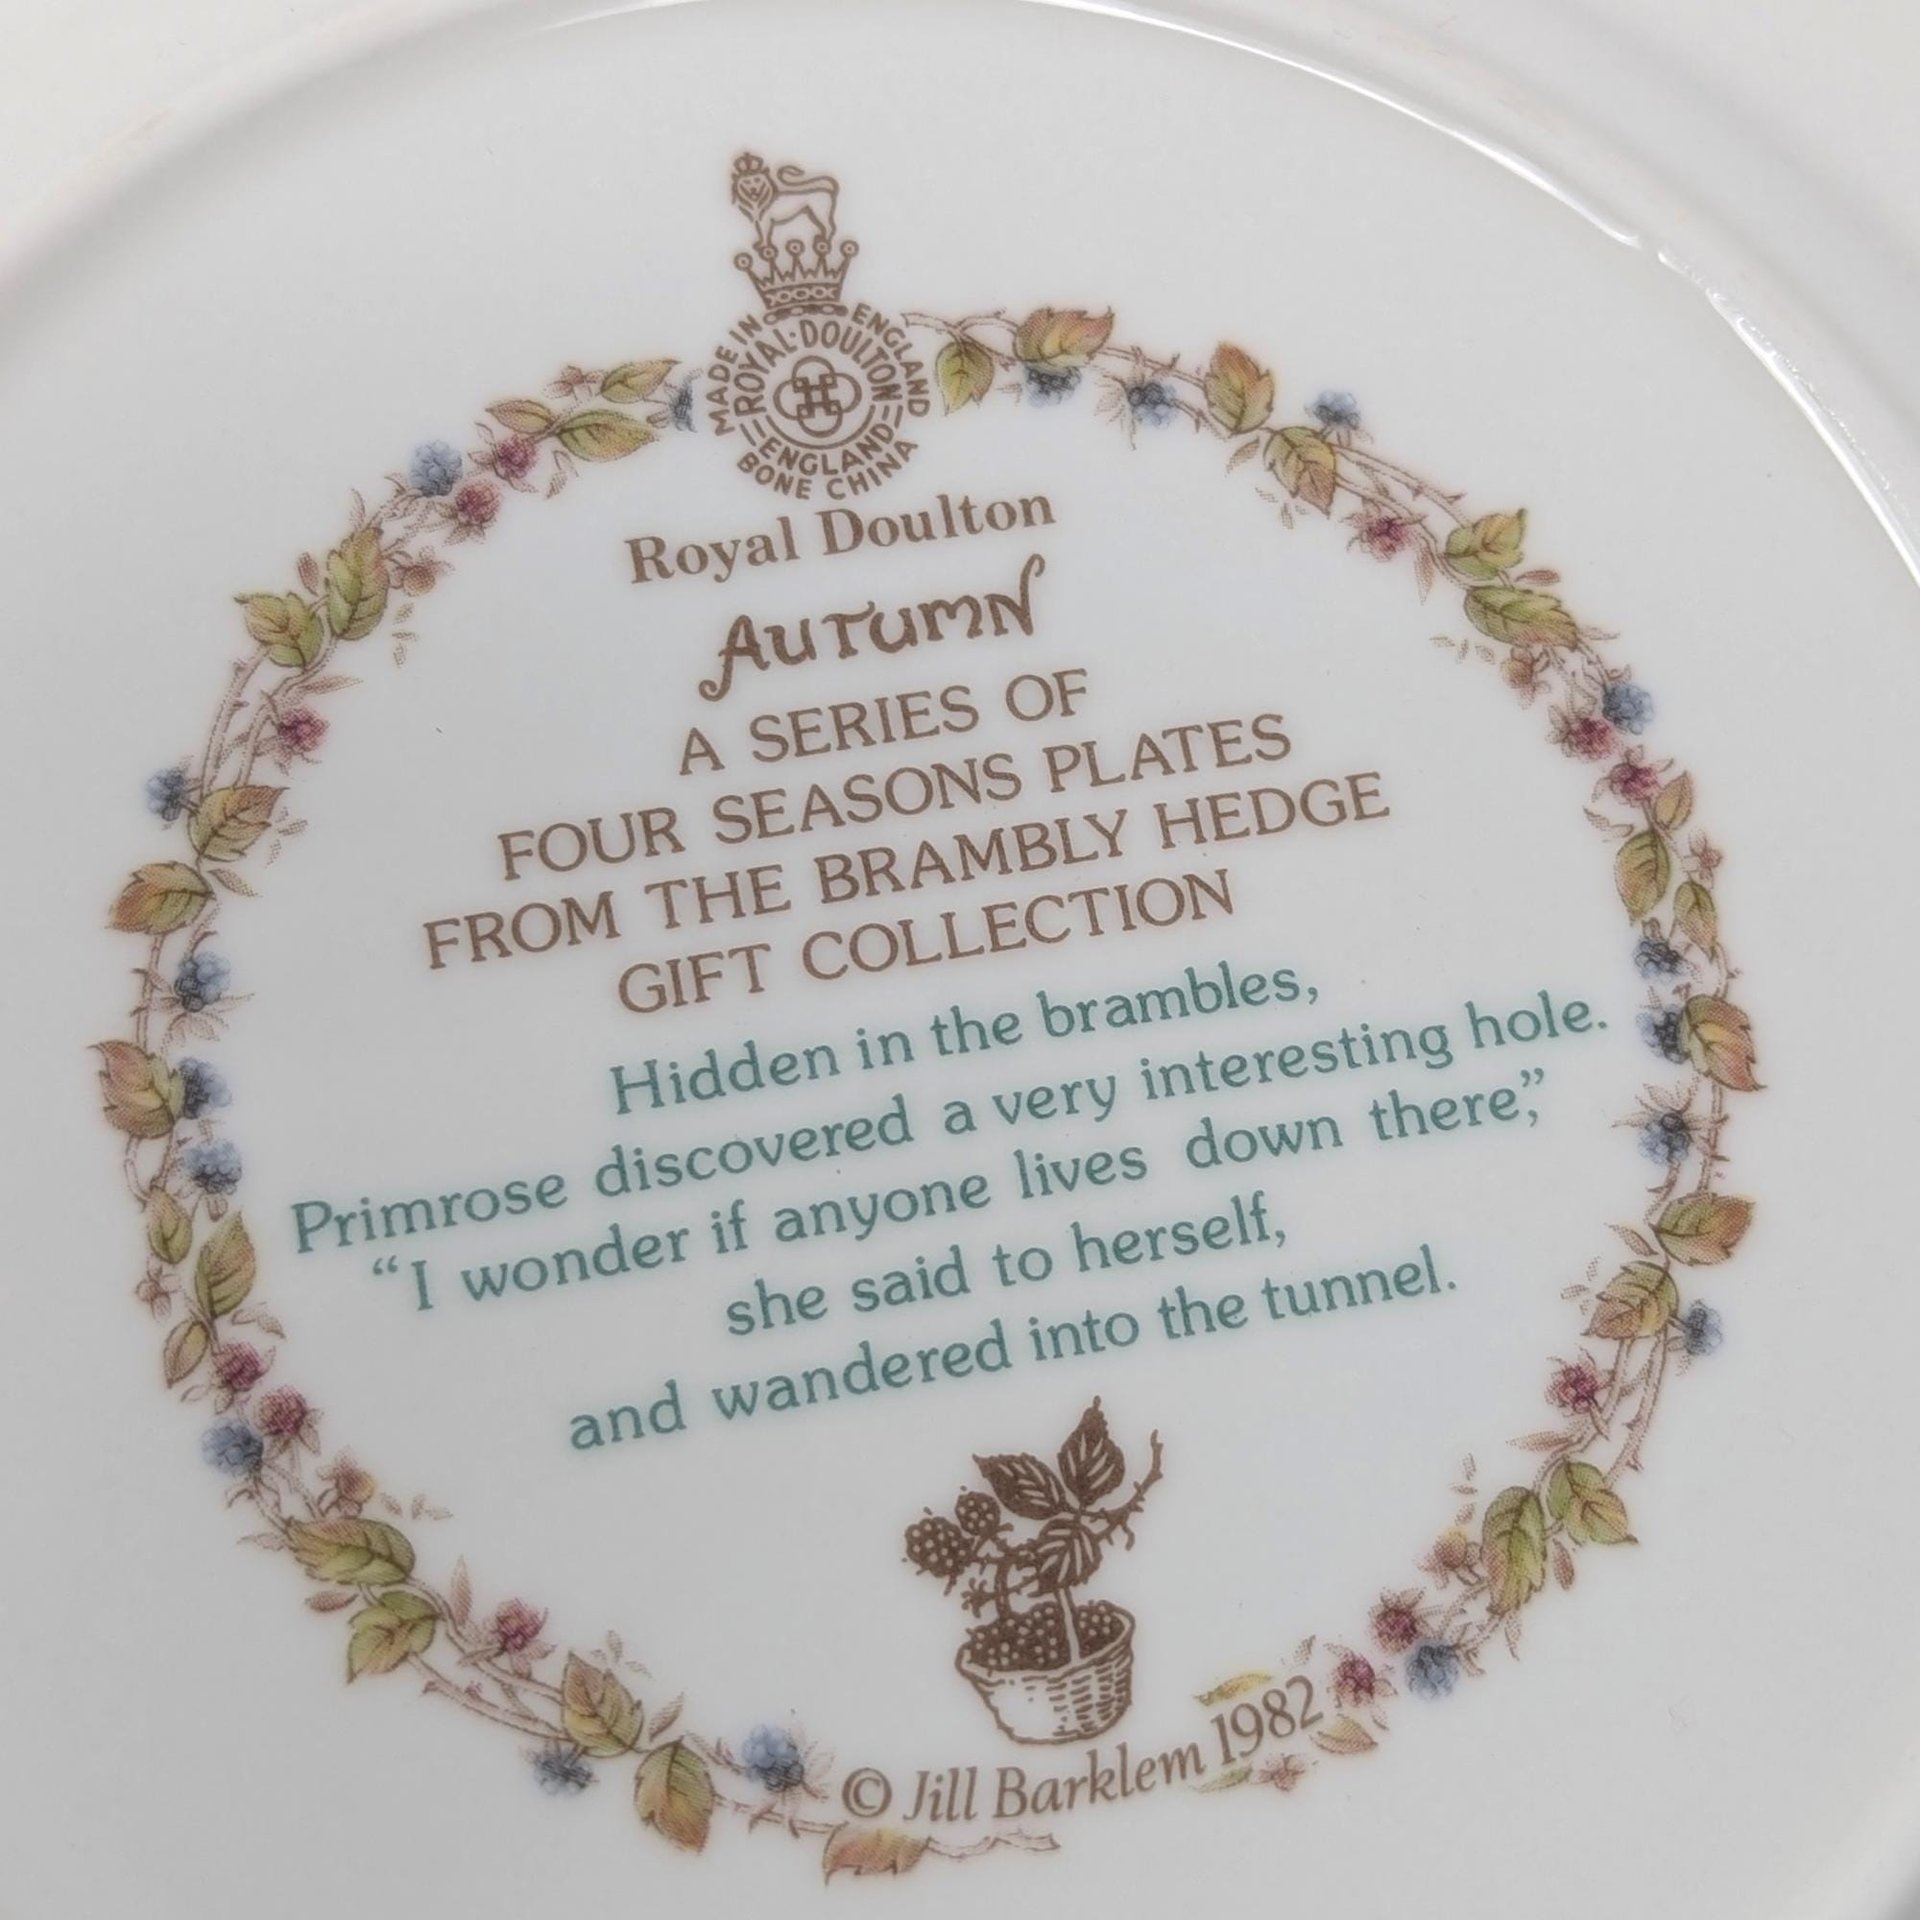 MADE IN ENGLAND
ROYAL·DOULTON
ENGLAND
BONE CHINA
Royal Doulton
AUTUMN
A SERIES OF
FOUR SEASONS PLATES
FROM THE BRAMBLY HEDGE
GIFT COLLECTION
Hidden in the brambles,
Primrose discovered a very interesting hole.
“I wonder if anyone lives down there,”
she said to herself,
and wandered into the tunnel.
© Jill Barklem 1982